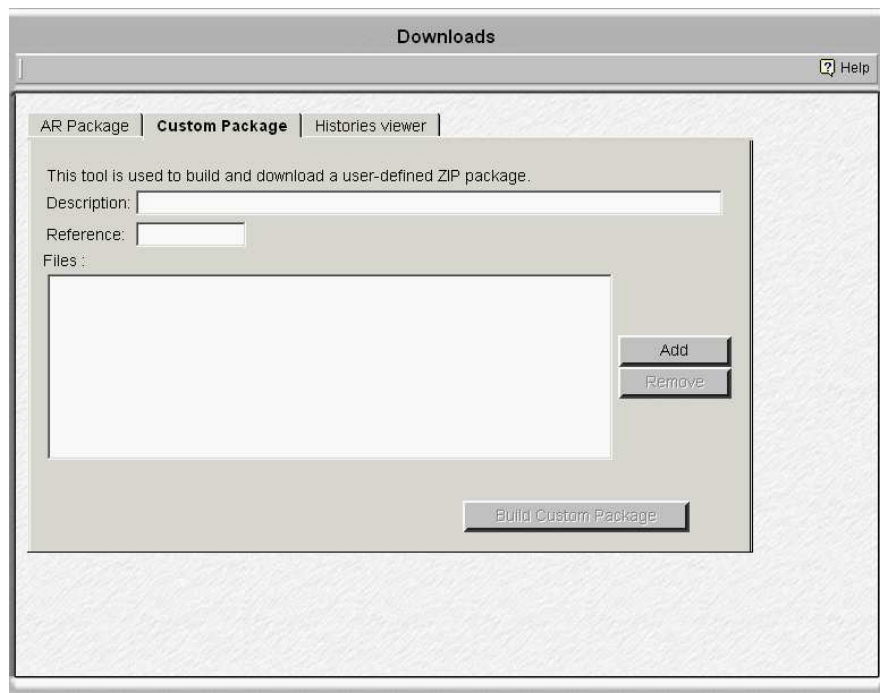 Downloads
Help
AR Package Custom Package Histories viewer
This tool is used to build and download a user-defined ZIP package.
Description:
Reference:
Files :
Add
Remove
Build Custom Package